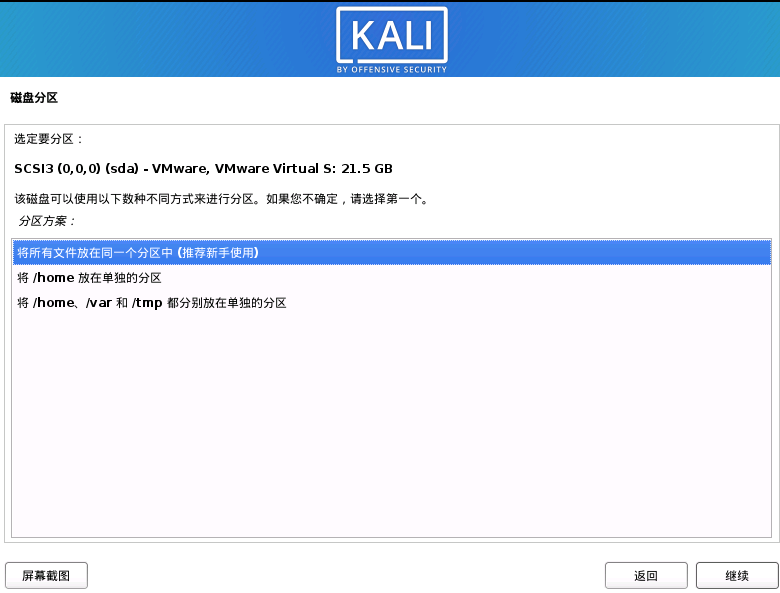 KALI
BY OFFENSIVE SECURITY
磁盘分区
选定要分区：
SCSI3 (0,0,0) (sda) - VMware, VMware Virtual S: 21.5 GB
该磁盘可以使用以下数种不同方式来进行分区。如果您不确定，请选择第一个。
分区方案：
将所有文件放在同一个分区中 (推荐新手使用)
将 /home 放在单独的分区
将 /home、/var 和 /tmp 都分别放在单独的分区
屏幕截图 返回 继续